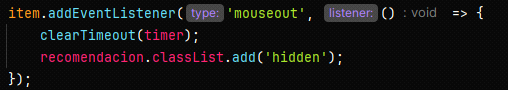 item.addEventListener( type: 'mouseout', listener: () : void => {
    clearTimeout(timer);
    recomendacion.classList.add('hidden');
});